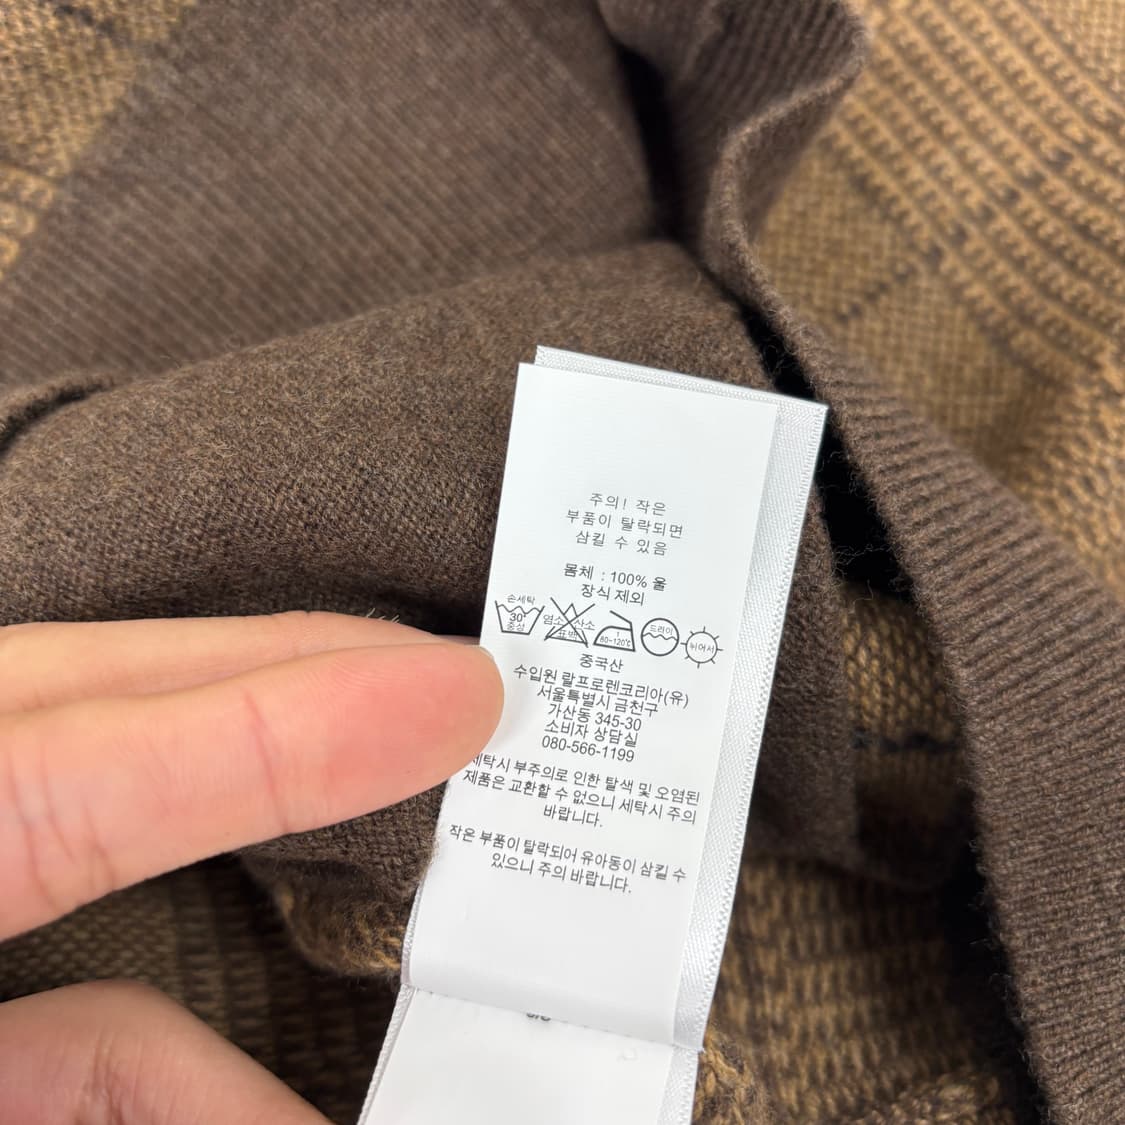 주의! 작은
부품이 탈락되면
삼킬 수 있음
몸체 : 100% 울
장식 제외
손세탁
30°
중성
염소 산소
표백
1
80~120℃
드라이
뉘어서
중국산
수입원 랄프로렌코리아(유)
서울특별시 금천구
가산동 345-30
소비자 상담실
080-566-1199
세탁시 부주의로 인한 탈색 및 오염된
제품은 교환할 수 없으니 세탁시 주의
바랍니다.
작은 부품이 탈락되어 유아동이 삼킬 수
있으니 주의 바랍니다.